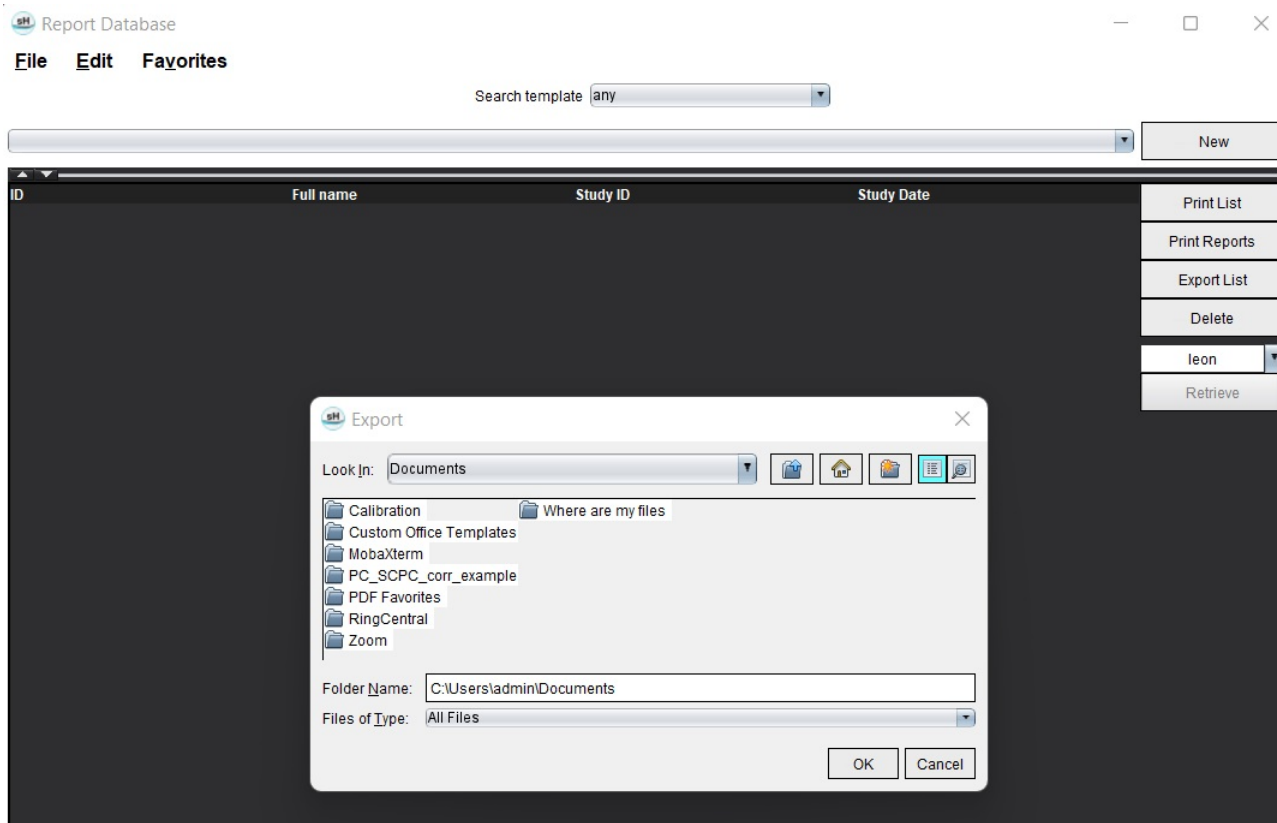 sH Report Database
File Edit Favorites
Search template any
New
ID Full name Study ID Study Date
Print List
Print Reports
Export List
Delete
leon
Retrieve
sH Export
Look In: Documents
Calibration Where are my files
Custom Office Templates
MobaXterm
PC_SCPC_corr_example
PDF Favorites
RingCentral
Zoom
Folder Name: C:\Users\admin\Documents
Files of Type: All Files
OK Cancel